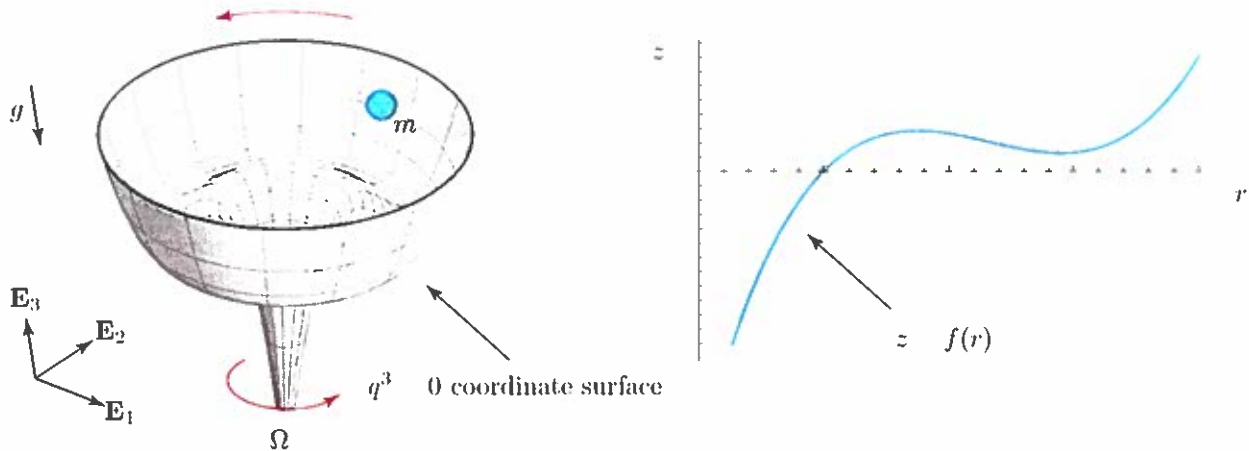 g
m
E₃
E₂
E₁
Ω
q³ 0 coordinate surface
z
r
z f(r)